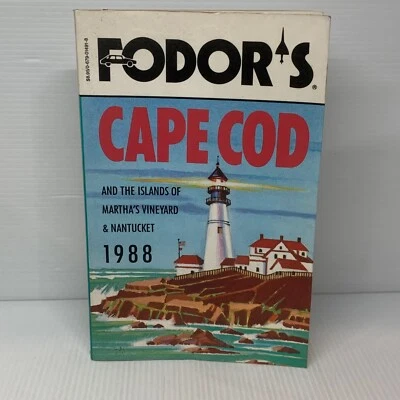 FODOR'S
CAPE COD
AND THE ISLANDS OF
MARTHA'S VINEYARD
& NANTUCKET
1988